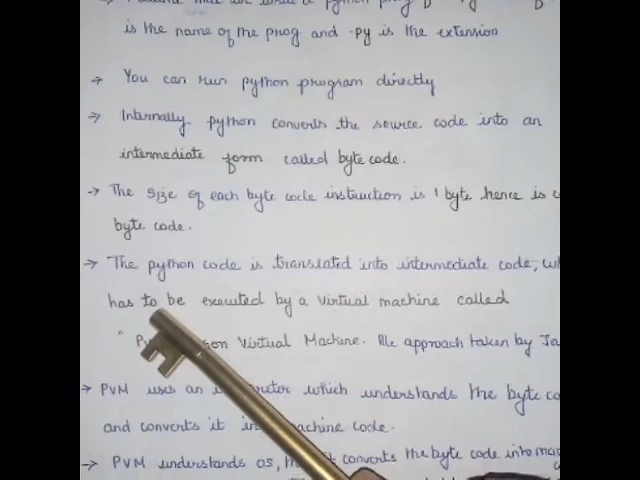 is the name of the prog and .py is the extension
→ You can run python program directly
→ Internally python converts the source code into an
intermediate form called byte code.
→ The size of each byte code instruction is 1 byte hence is
byte code.
→ The python code is translated into intermediate code,
has to be executed by a virtual machine called
Virtual Machine. The approach taken by Ja
→ PVM uses an which understands the byte
and converts it machine code.
→ PVM understands OS, converts the byte code into